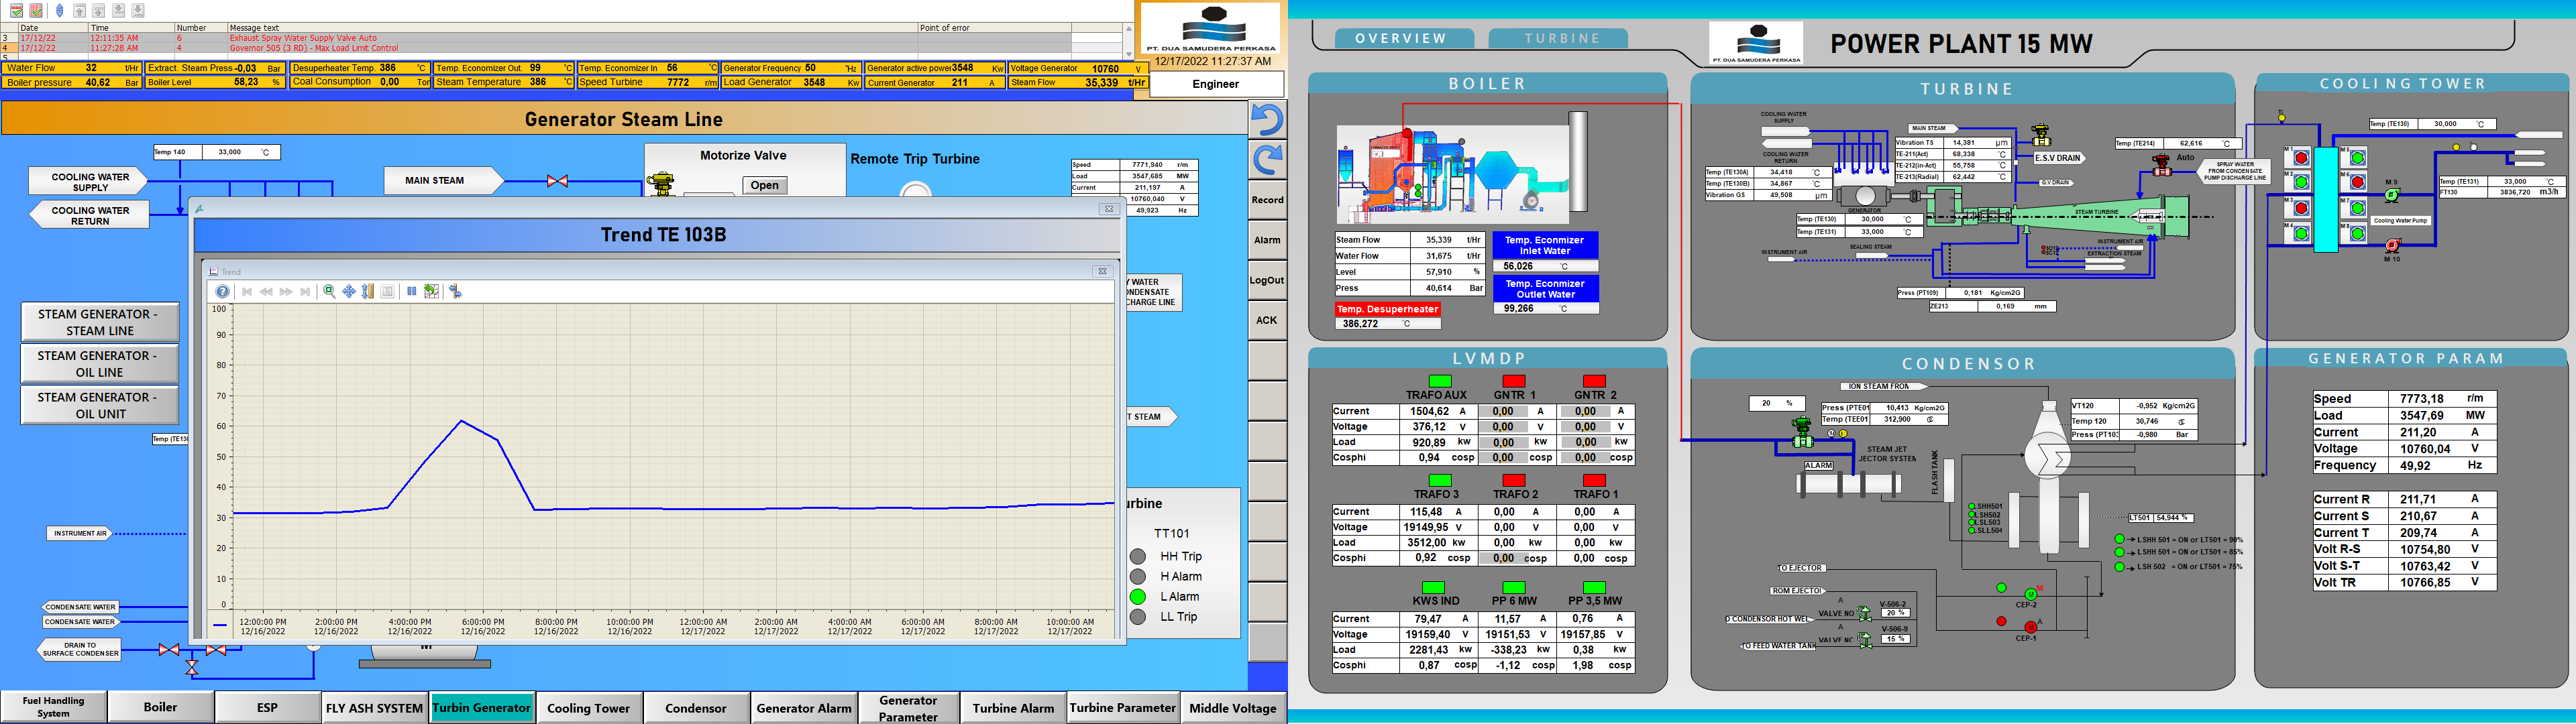 Date Time Number Message text Point of error
3 17/12/22 12:11:35 AM 6 Exhaust Spray Water Supply Valve Auto
4 17/12/22 11:27:28 AM 4 Governor 505 (3 RD) - Max Load Limit Control
5
PT. DUA SAMUDERA PERKASA
12/17/2022 11:27:37 AM
Engineer
Water Flow 32 t/Hr Extract. Steam Press -0,03 Bar Desuperheater Temp. 386 °C Temp. Economizer Out. 99 °C Temp. Economizer In 56 °C Generator Frequency 50 Hz Generator active power 3548 Kw Voltage Generator 10760 V
Boiler pressure 40,62 Bar Boiler Level 58,23 % Coal Consumption 0,00 Ton Steam Temperature 386 °C Speed Turbine 7772 r/m Load Generator 3548 Kw Current Generator 211 A Steam Flow 35,339 t/Hr
Generator Steam Line
Temp 140 33,000 °C
COOLING WATER
SUPPLY
COOLING WATER
RETURN
MAIN STEAM
Motorize Valve
Open
Remote Trip Turbine
Speed 7771,940 r/m
Load 3547,685 MW
Current 211,197 A
10760,040 V
49,923 Hz
Record
Alarm
LogOut
ACK
Trend TE 103B
Trend
100
90
80
70
60
50
40
30
20
10
0
12:00:00 PM 2:00:00 PM 4:00:00 PM 6:00:00 PM 8:00:00 PM 10:00:00 PM 12:00:00 AM 2:00:00 AM 4:00:00 AM 6:00:00 AM 8:00:00 AM 10:00:00 AM
12/16/2022 12/16/2022 12/16/2022 12/16/2022 12/16/2022 12/16/2022 12/17/2022 12/17/2022 12/17/2022 12/17/2022 12/17/2022 12/17/2022
STEAM GENERATOR -
STEAM LINE
STEAM GENERATOR -
OIL LINE
STEAM GENERATOR -
OIL UNIT
Temp (TE130
INSTRUMENT AIR
CONDENSATE WATER
CONDENSATE WATER
DRAIN TO
SURFACE CONDENSER
Y WATER
ONDENSATE
CHARGE LINE
T STEAM
urbine
TT101
HH Trip
H Alarm
L Alarm
LL Trip
M
Fuel Handling
System
Boiler
ESP
FLY ASH SYSTEM
Turbin Generator
Cooling Tower
Condensor
Generator Alarm
Generator
Parameter
Turbine Alarm
Turbine Parameter
Middle Voltage
OVERVIEW
TURBINE
PT. DUA SAMUDERA PERKASA
POWER PLANT 15 MW
BOILER
Steam Flow 35,339 t/Hr
Water Flow 31,675 t/Hr
Level 57,910 %
Press 40,614 Bar
Temp. Desuperheater
386,272 °C
Temp. Econmizer
Inlet Water
56,026 °C
Temp. Econmizer
Outlet Water
99,266 °C
TURBINE
COOLING WATER
SUPPLY
COOLING WATER
RETURN
MAIN STEAM
Vibration TS 14,381 µm
TE-211(Act) 68,338 °C
TE-212(in-Act) 55,758 °C
TE-213(Radial) 62,442 °C
E.S.V DRAIN
G.V DRAIN
Temp (TE214) 62,616 °C
Auto
SPRAY WATER
FROM CONDENSATE
PUMP DISCHARGE LINE
Temp (TE130A) 34,418 °C
Temp (TE130B) 34,867 °C
Vibration GS 49,508 µm
GENERATOR
Temp (TE130) 30,000 °C
Temp (TE131) 33,000 °C
STEAM TURBINE
INSTRUMENT AIR
SEALING STEAM
INSTRUMENT AIR
EXTRACTION STEAM
Press (PT109) 0,181 Kg/cm2G
ZE213 0,169 mm
COOLING TOWER
Temp (TE130) 30,000 °C
M 1 M 5
M 2 M 6
M 3 M 7
M 4 M 8
M 9
Cooling Water Pump
M 10
Temp (TE131) 33,000 °C
FT130 3836,720 m3/h
LVMDP
TRAFO AUX GNTR 1 GNTR 2
Current 1504,62 A 0,00 A 0,00 A
Voltage 376,12 V 0,00 V 0,00 V
Load 920,89 kw 0,00 kw 0,00 kw
Cosphi 0,94 cosp 0,00 cosp 0,00 cosp
TRAFO 3 TRAFO 2 TRAFO 1
Current 115,48 A 0,00 A 0,00 A
Voltage 19149,95 V 0,00 V 0,00 V
Load 3512,00 kw 0,00 kw 0,00 kw
Cosphi 0,92 cosp 0,00 cosp 0,00 cosp
KWS IND PP 6 MW PP 3,5 MW
Current 79,47 A 11,57 A 0,76 A
Voltage 19159,40 V 19151,53 V 19157,85 V
Load 2281,43 kw -338,23 kw 0,38 kw
Cosphi 0,87 cosp -1,12 cosp 1,98 cosp
CONDENSOR
ION STEAM FROM
20 %
Press (PTE01 10,413 Kg/cm2G
Temp (TEE01 312,900 °C
VT120 -0,952 Kg/cm2G
Temp 120 30,746 °C
Press (PT103 -0,980 Bar
STEAM JET
JECTOR SYSTEM
ALARM
FLASH TANK
LSHH501
LSH502
LSL503
LSLL504
LT501 54,944 %
LSHH 501 = ON or LT501 = 90%
LSHH 501 = ON or LT501 = 85%
LSH 502 = ON or LT501 = 75%
TO EJECTOR
ROM EJECTOR
A V-506-2
VALVE NO 20 %
O CONDENSOR HOT WEL
A V-506-9
VALVE NC 15 %
TO FEED WATER TANK
M
CEP-2
A
CEP-1
GENERATOR PARAM
Speed 7773,18 r/m
Load 3547,69 MW
Current 211,20 A
Voltage 10760,04 V
Frequency 49,92 Hz
Current R 211,71 A
Current S 210,67 A
Current T 209,74 A
Volt R-S 10754,80 V
Volt S-T 10763,42 V
Volt TR 10766,85 V